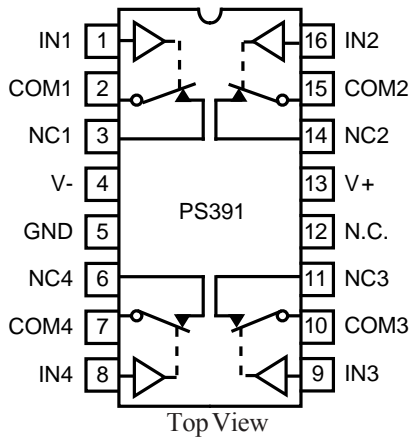 IN1 1 16 IN2
COM1 2 15 COM2
NC1 3 14 NC2
V- 4 13 V+
PS391
GND 5 12 N.C.
NC4 6 11 NC3
COM4 7 10 COM3
IN4 8 9 IN3
Top View